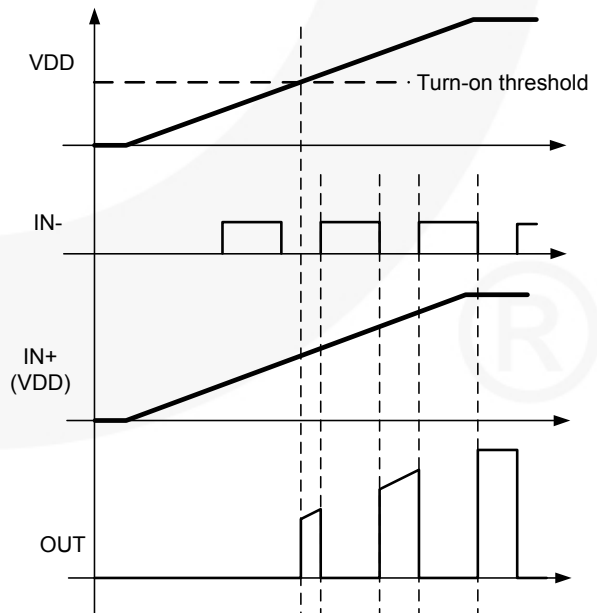 VDD
Turn-on threshold
IN-
IN+
(VDD)
®
OUT